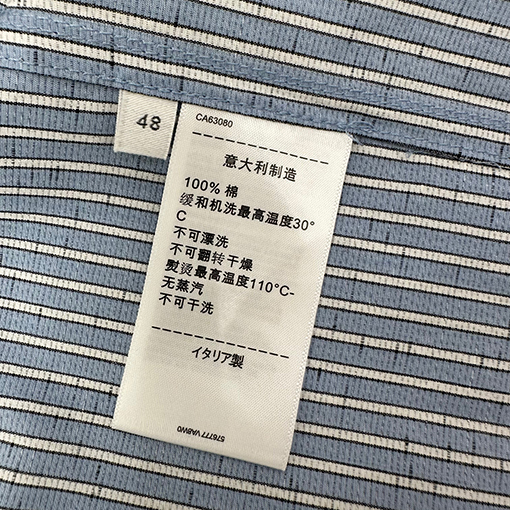 48
CA63080
意大利制造
100% 棉
缓和机洗最高温度30°
C
不可漂洗
不可翻转干燥
熨烫最高温度110°C-
无蒸汽
不可干洗
イタリア製
576777 VABW0